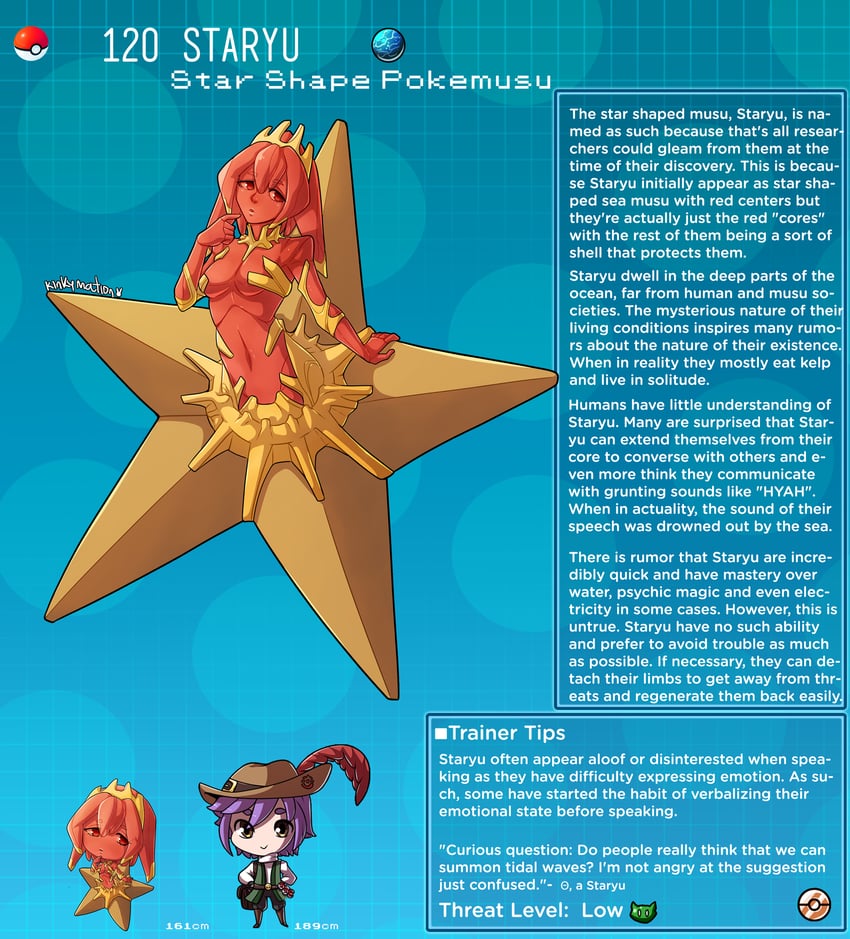 120 STARYU
Star Shape Pokemusu
The star shaped musu, Staryu, is na-
med as such because that's all resear-
chers could gleam from them at the
time of their discovery. This is becau-
se Staryu initially appear as star sha-
ped sea musu with red centers but
they're actually just the red "cores"
with the rest of them being a sort of
shell that protects them.
Staryu dwell in the deep parts of the
ocean, far from human and musu so-
cieties. The mysterious nature of their
living conditions inspires many rumo-
rs about the nature of their existence.
When in reality they mostly eat kelp
and live in solitude.
Humans have little understanding of
Staryu. Many are surprised that Star-
yu can extend themselves from their
core to converse with others and e-
ven more think they communicate
with grunting sounds like "HYAH".
When in actuality, the sound of their
speech was drowned out by the sea.
There is rumor that Staryu are incre-
dibly quick and have mastery over
water, psychic magic and even elec-
tricity in some cases. However, this is
untrue. Staryu have no such ability
and prefer to avoid trouble as much
as possible. If necessary, they can de-
tach their limbs to get away from thr-
eats and regenerate them back easily.
kinkymation
■Trainer Tips
Staryu often appear aloof or disinterested when spea-
king as they have difficulty expressing emotion. As su-
ch, some have started the habit of verbalizing their
emotional state before speaking.
"Curious question: Do people really think that we can
summon tidal waves? I'm not angry at the suggestion
just confused."- Θ, a Staryu
Threat Level: Low
161cm
189cm